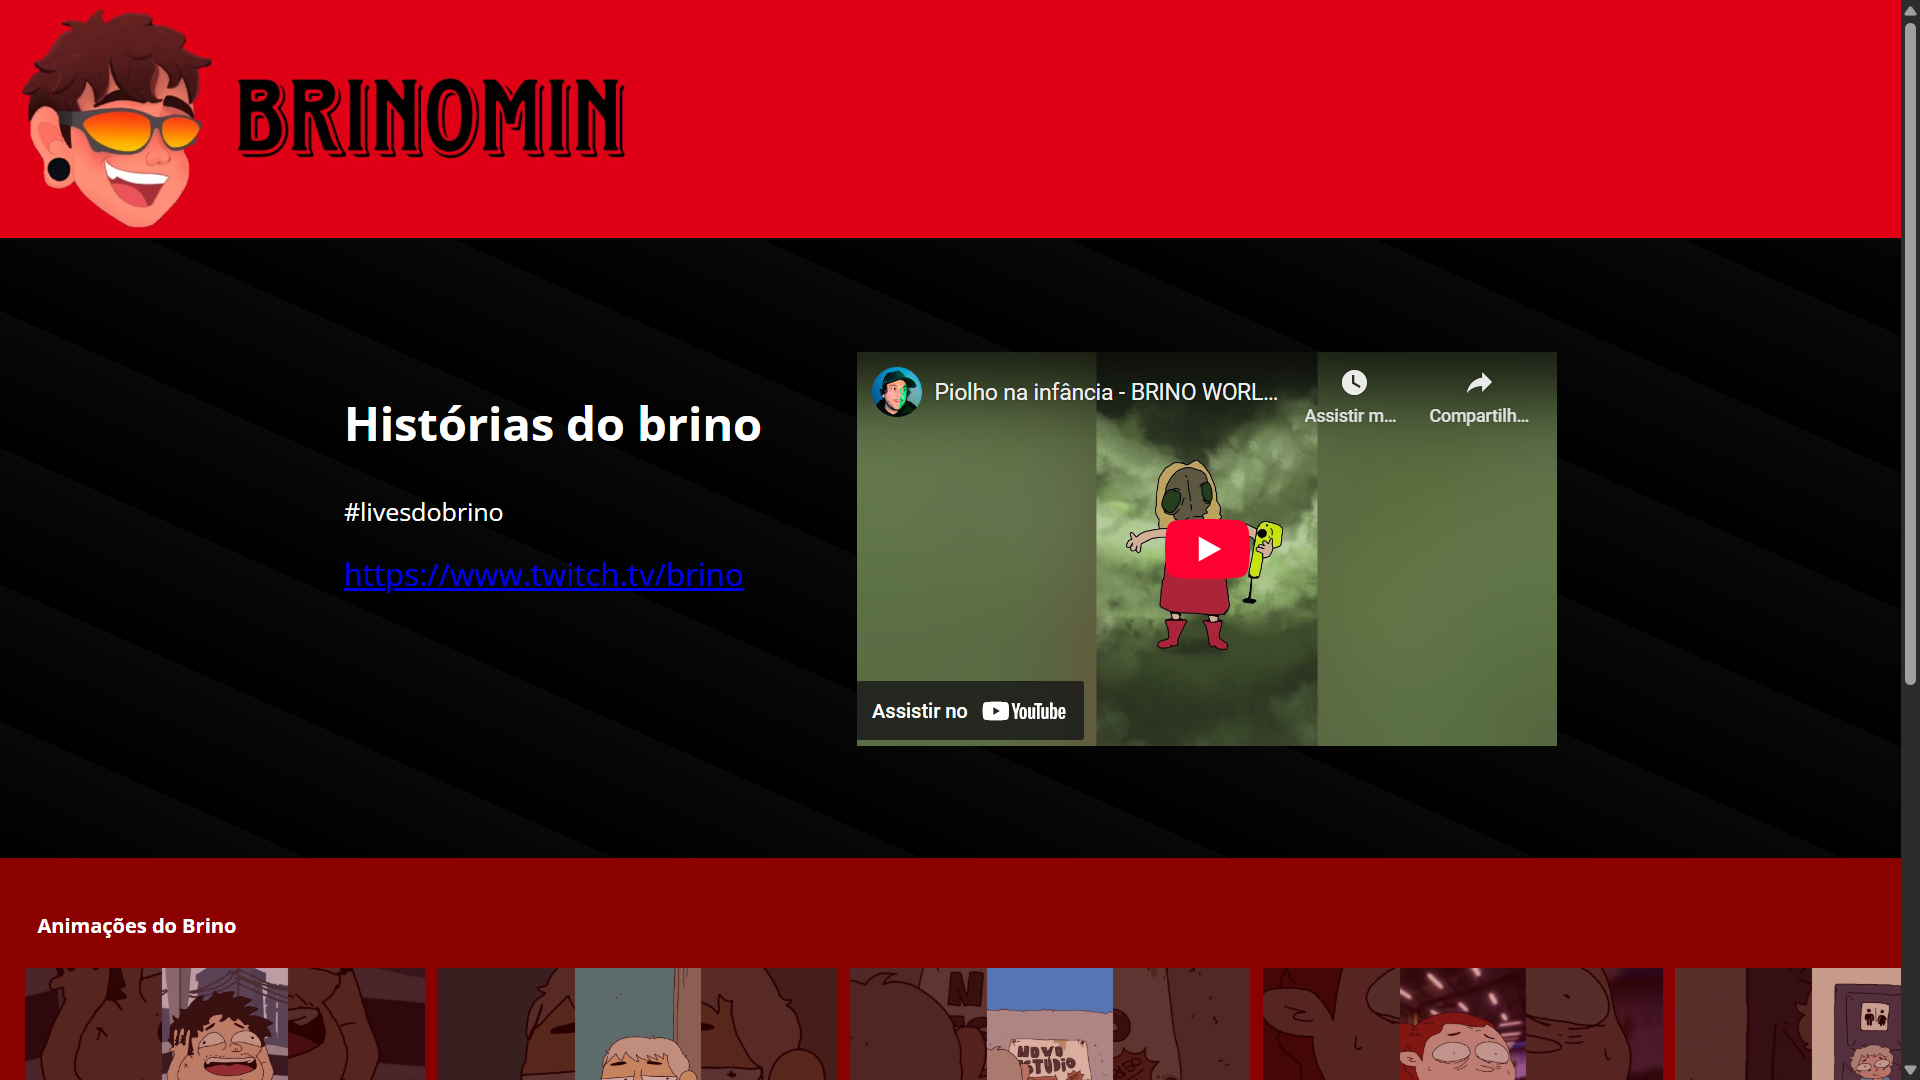 BRINOMIN
Histórias do brino
#livesdobrino
https://www.twitch.tv/brino
Piolho na infância - BRINO WORL...
Assistir m...
Compartilh...
Assistir no YouTube
Animações do Brino
NOVO
ESTÚDIO